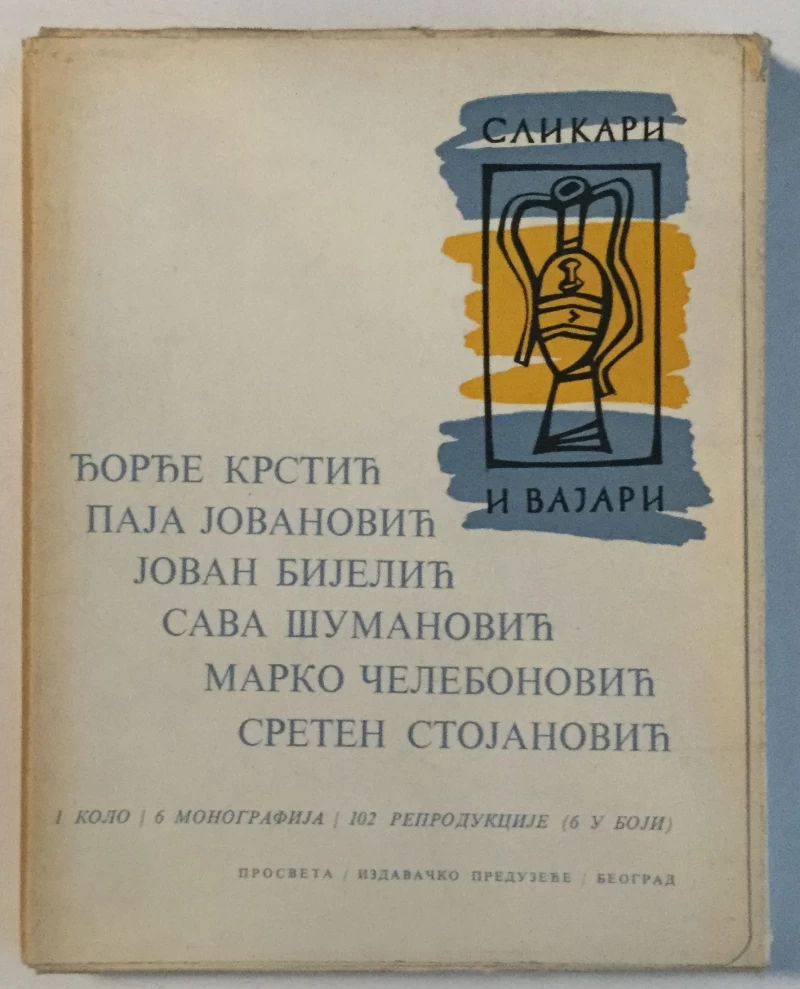 СЛИКАРИ
И ВАЈАРИ
ЂОРЂЕ КРСТИЋ
ПАЈА ЈОВАНОВИЋ
ЈОВАН БИЈЕЛИЋ
САВА ШУМАНОВИЋ
МАРКО ЧЕЛЕБОНОВИЋ
СРЕТЕН СТОЈАНОВИЋ
I КОЛО | 6 МОНОГРАФИЈА | 102 РЕПРОДУКЦИЈЕ (6 У БОЈИ)
ПРОСВЕТА / ИЗДАВАЧКО ПРЕДУЗЕЋЕ / БЕОГРАД